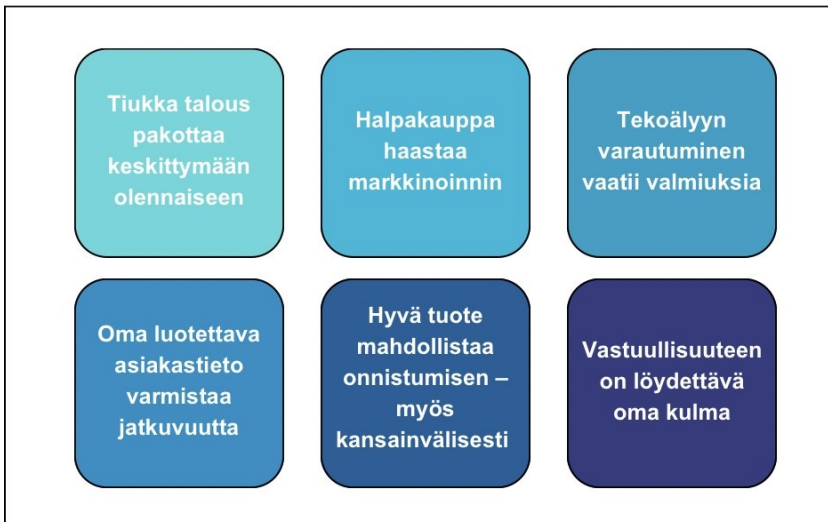 Tiukka talous
pakottaa
keskittymään
olennaiseen
Halpakauppa
haastaa
markkinoinnin
Tekoälyyn
varautuminen
vaatii valmiuksia
Oma luotettava
asiakastieto
varmistaa
jatkuvuutta
Hyvä tuote
mahdollistaa
onnistumisen –
myös
kansainvälisesti
Vastuullisuuteen
on löydettävä
oma kulma